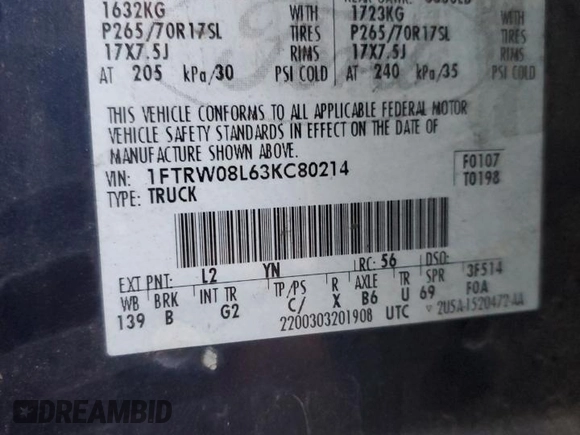 1632KG WITH 1723KG WITH
P265/70R17SL TIRES P265/70R17SL TIRES
17X7.5J RIMS 17X7.5J RIMS
AT 205 kPa/30 PSI COLD AT 240 kPa/35 PSI COLD
THIS VEHICLE CONFORMS TO ALL APPLICABLE FEDERAL MOTOR
VEHICLE SAFETY STANDARDS IN EFFECT ON THE DATE OF
MANUFACTURE SHOWN ABOVE.
VIN: 1FTRW08L63KC80214 F0107
TYPE: TRUCK T0198
EXT PNT: L2 YN RC: 56 DSO:
WB BRK INT TR TP/PS R AXLE TR SPR 3F514
139 B G2 C/ X B6 U 69 F0A
2200303201908 UTC 2USA-1520472-AA
DREAMBID